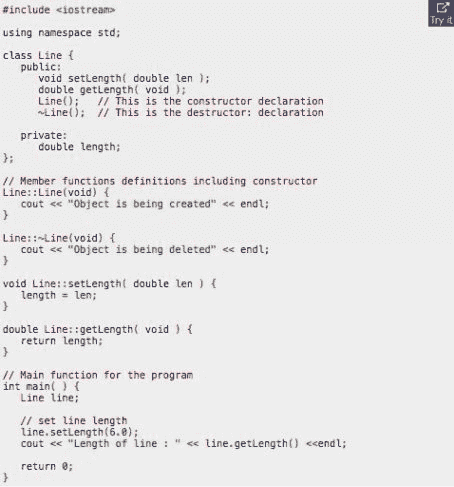 #include <iostream>
Try it
using namespace std;
class Line {
public:
void setLength( double len );
double getLength( void );
Line(); // This is the constructor declaration
~Line(); // This is the destructor: declaration
private:
double length;
};
// Member functions definitions including constructor
Line::Line(void) {
cout << "Object is being created" << endl;
}
Line::~Line(void) {
cout << "Object is being deleted" << endl;
}
void Line::setLength( double len ) {
length = len;
}
double Line::getLength( void ) {
return length;
}
// Main function for the program
int main( ) {
Line line;
// set line length
line.setLength(6.0);
cout << "Length of line : " << line.getLength() <<endl;
return 0;
}